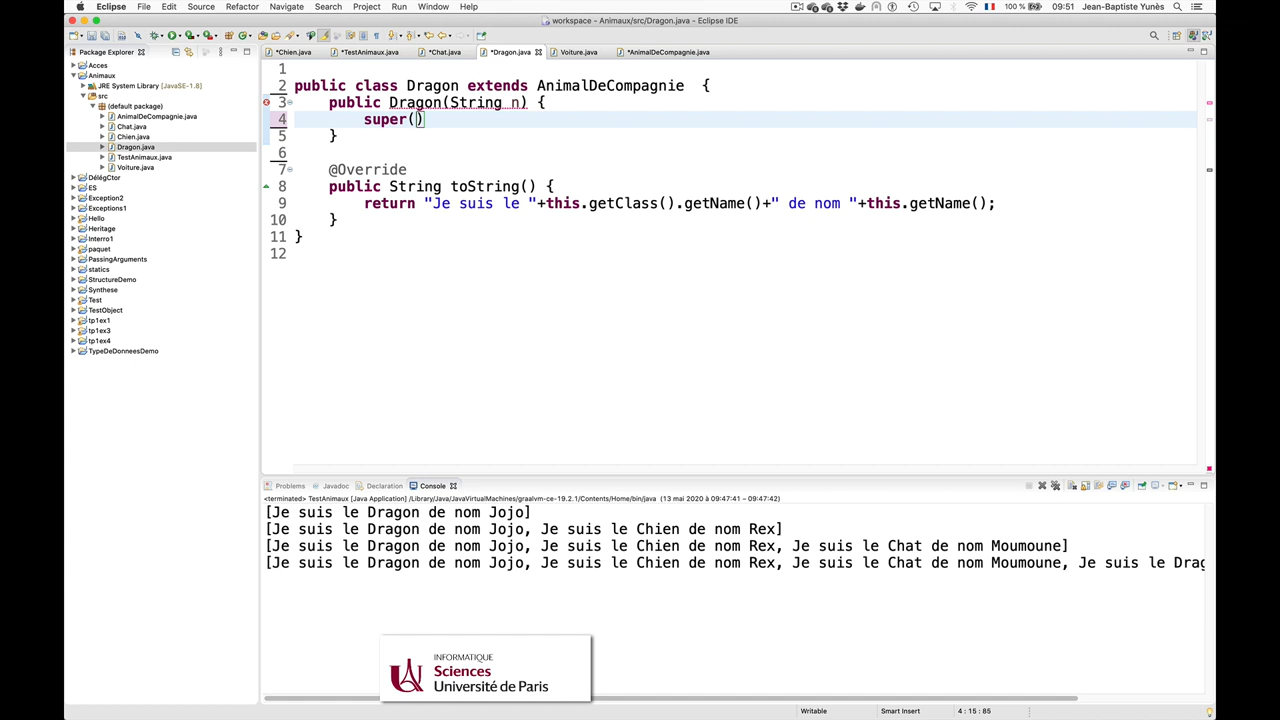 Eclipse File Edit Source Refactor Navigate Search Project Run Window Help 100 % 09:51 Jean-Baptiste Yunès
workspace - Animaux/src/Dragon.java - Eclipse IDE
Package Explorer
*Chien.java *TestAnimaux.java *Chat.java *Dragon.java Voiture.java *AnimalDeCompagnie.java
Acces
Animaux
JRE System Library [JavaSE-1.8]
src
(default package)
AnimalDeCompagnie.java
Chat.java
Chien.java
Dragon.java
TestAnimaux.java
Voiture.java
DélégCtor
ES
Exception2
Exceptions1
Hello
Heritage
Interro1
paquet
PassingArguments
statics
StructureDemo
Synthese
Test
TestObject
tp1ex1
tp1ex3
tp1ex4
TypeDeDonneesDemo
1
2 public class Dragon extends AnimalDeCompagnie {
3 public Dragon(String n) {
4 super()
5 }
6
7 @Override
8 public String toString() {
9 return "Je suis le "+this.getClass().getName()+" de nom "+this.getName();
10 }
11 }
12
Problems Javadoc Declaration Console
<terminated> TestAnimaux [Java Application] /Library/Java/JavaVirtualMachines/graalvm-ce-19.2.1/Contents/Home/bin/java (13 mai 2020 à 09:47:41 – 09:47:42)
[Je suis le Dragon de nom Jojo]
[Je suis le Dragon de nom Jojo, Je suis le Chien de nom Rex]
[Je suis le Dragon de nom Jojo, Je suis le Chien de nom Rex, Je suis le Chat de nom Moumoune]
[Je suis le Dragon de nom Jojo, Je suis le Chien de nom Rex, Je suis le Chat de nom Moumoune, Je suis le Drag
INFORMATIQUE
Sciences
Université de Paris
Writable Smart Insert 4 : 15 : 85